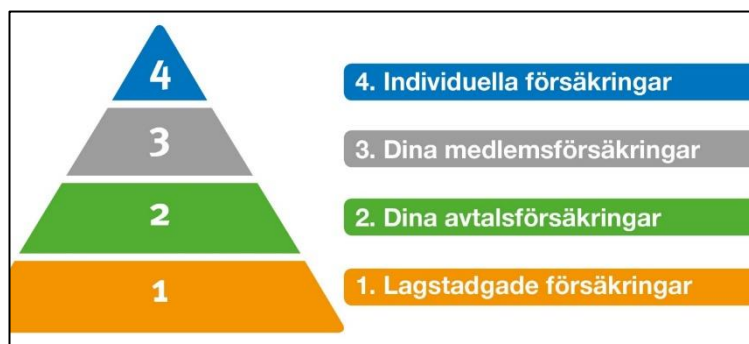 4
4. Individuella försäkringar
3
3. Dina medlemsförsäkringar
2
2. Dina avtalsförsäkringar
1
1. Lagstadgade försäkringar